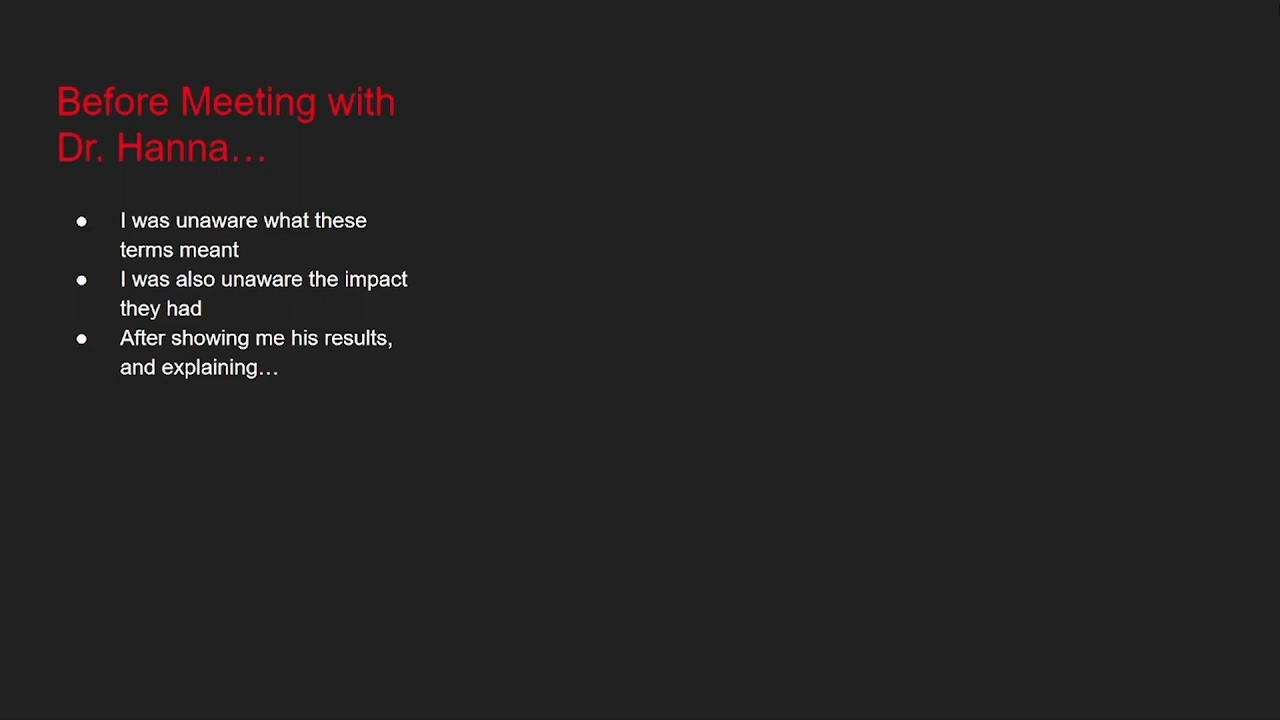 Before Meeting with
Dr. Hanna…
● I was unaware what these
terms meant
● I was also unaware the impact
they had
● After showing me his results,
and explaining…